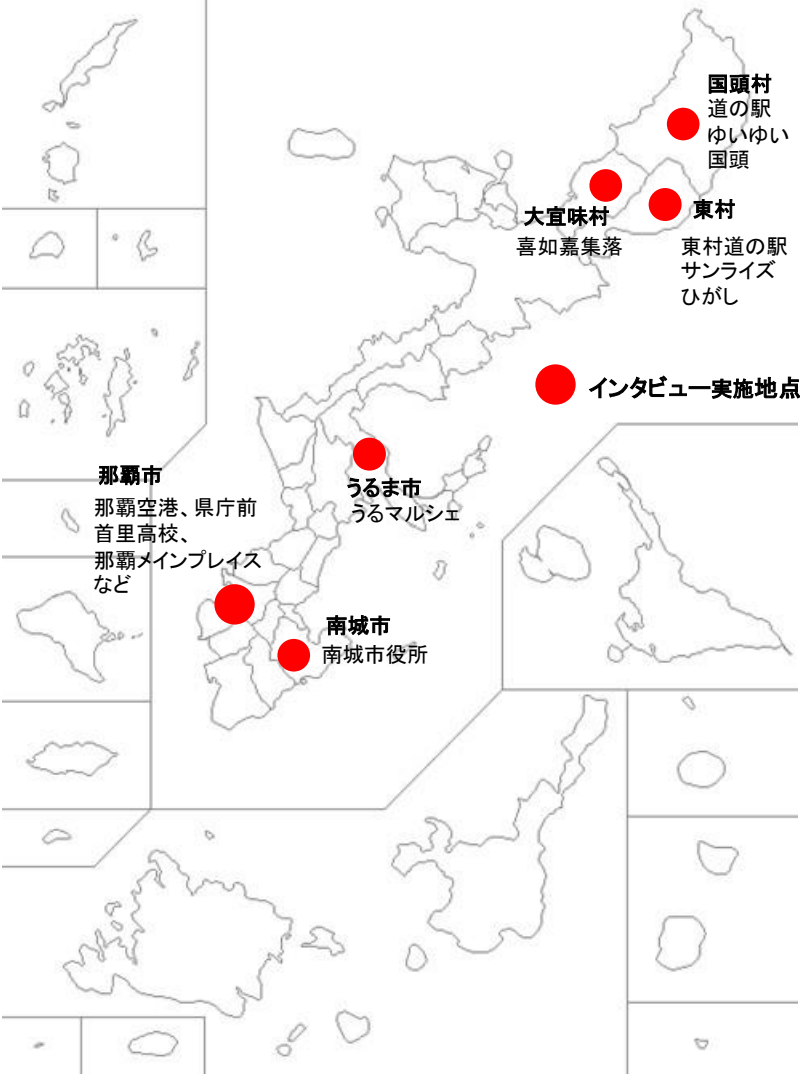 国頭村
道の駅
ゆいゆい
国頭
大宜味村
喜如嘉集落
東村
東村道の駅
サンライズ
ひがし
インタビュー実施地点
那覇市
那覇空港、県庁前
首里高校、
那覇メインプレイス
など
うるま市
うるマルシェ
南城市
南城市役所